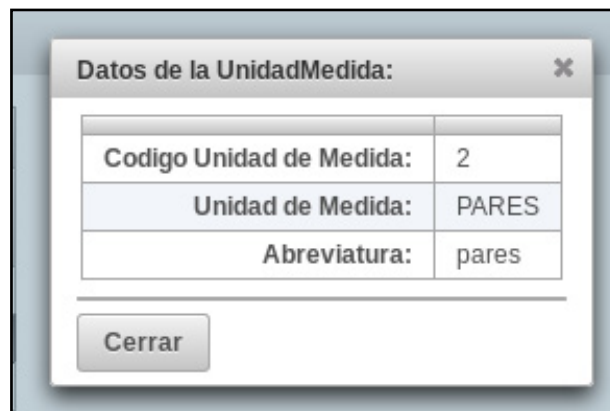 Datos de la UnidadMedida:
Codigo Unidad de Medida: 2
Unidad de Medida: PARES
Abreviatura: pares
Cerrar